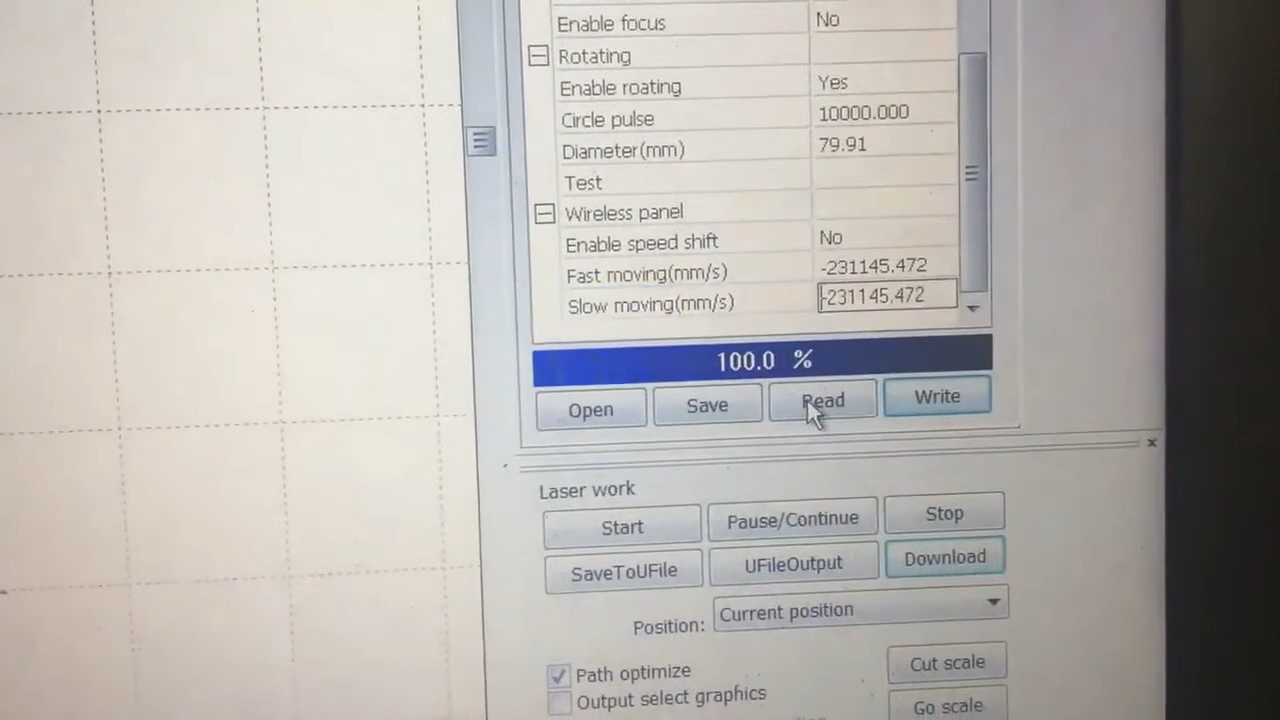 Enable focus No
Rotating
Enable roating Yes
Circle pulse 10000.000
Diameter(mm) 79.91
Test
Wireless panel
Enable speed shift No
Fast moving(mm/s) -231145.472
Slow moving(mm/s) -231145.472
100.0 %
Open Save Read Write
Laser work
Start Pause/Continue Stop
SaveToUFile UFileOutput Download
Position: Current position
Path optimize Cut scale
Output select graphics Go scale